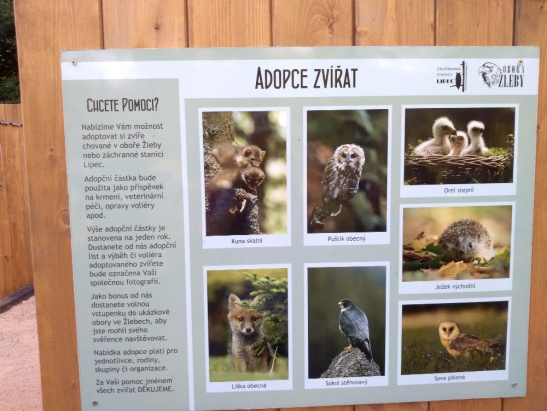 ADOPCE ZVÍŘAT
ZÁCHRANNÁ
STANICE
LIPEC
OBORA
ŽLEBY
CHCETE POMOCI?
Nabízíme Vám možnost
adoptovat si zvíře
chované v oboře Žleby
nebo záchranné stanici
Lipec.
Adopční částka bude
použita jako příspěvek
na krmení, veterinární
péči, opravy voliéry
apod.
Výše adopční částky je
stanovena na jeden rok.
Dostanete od nás adopční
list a výběh či voliéra
adoptovaného zvířete
bude označena Vaší
společnou fotografií.
Jako bonus od nás
dostanete volnou
vstupenku do ukázkové
obory ve Žlebech, aby
jste mohli svého
svěřence navštěvovat.
Nabídka adopce platí pro
jednotlivce, rodiny,
skupiny či organizace.
Za Vaši pomoc jménem
všech zvířat DĚKUJEME.
Kuna skalní
Puštík obecný
Orel stepní
Ježek východní
Liška obecná
Sokol stěhovavý
Sova pálená